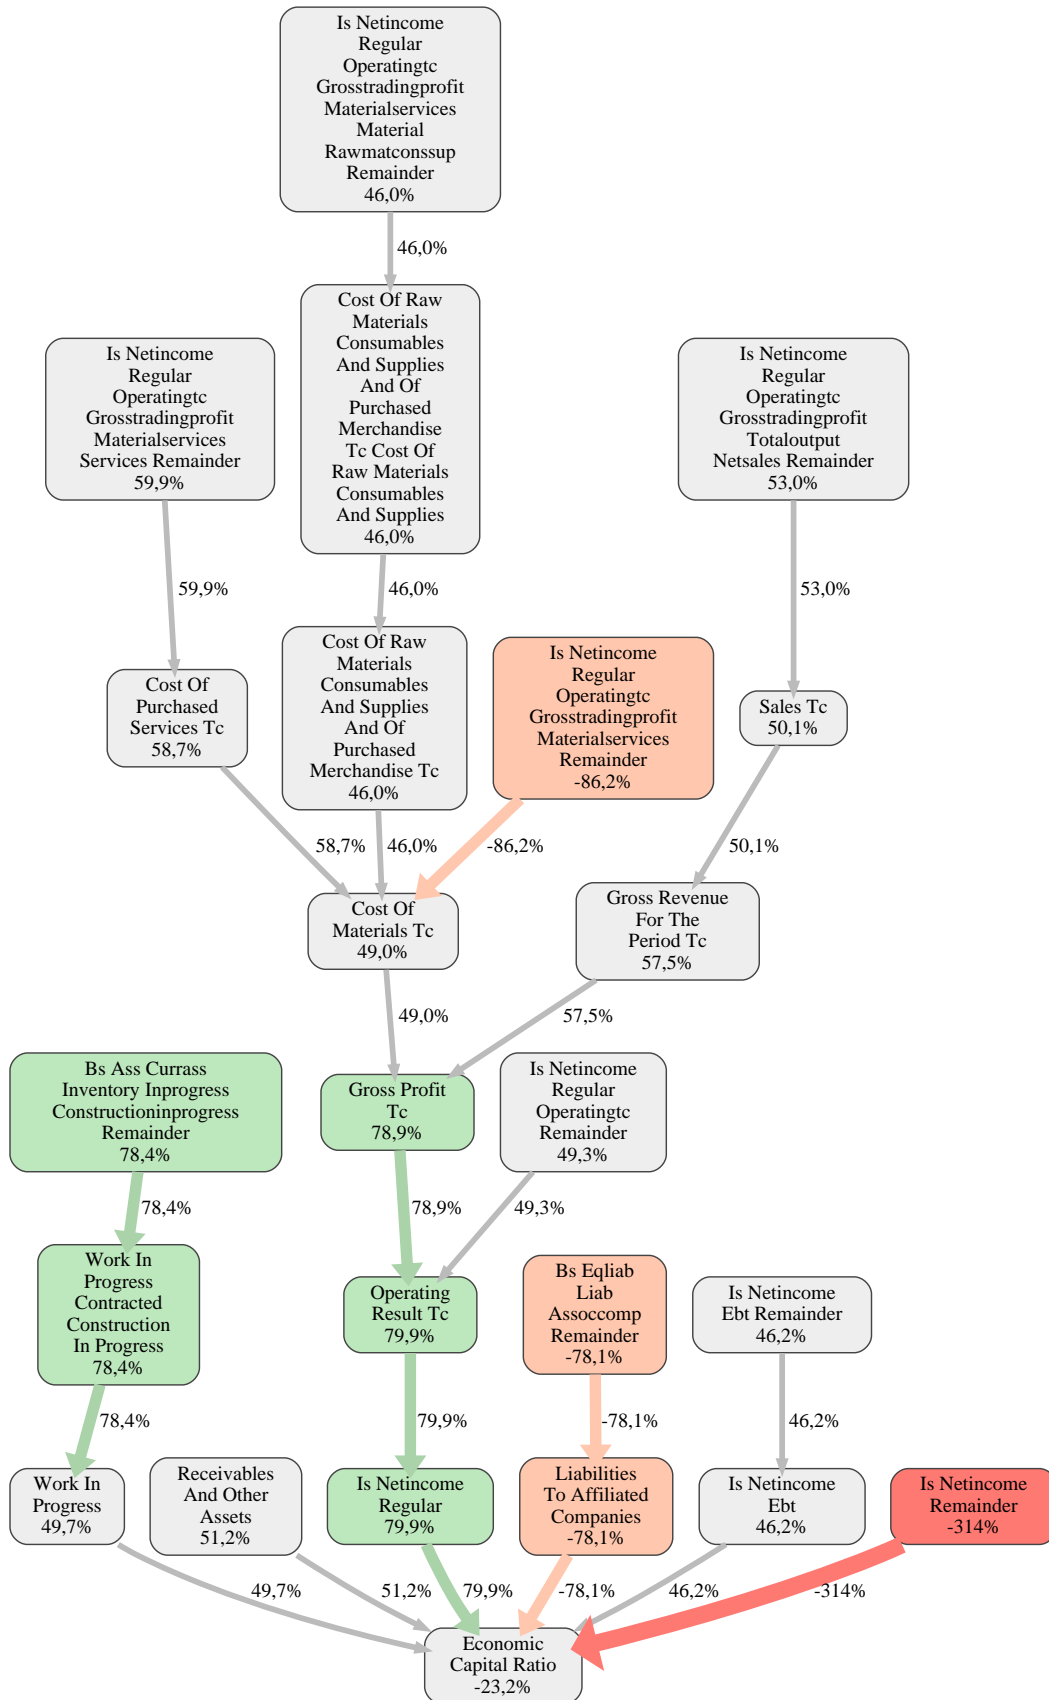 Is Netincome
Regular
Operatingtc
Grosstradingprofit
Materialservices
Material
Rawmatconssup
Remainder
46,0%
46,0%
Cost Of Raw
Materials
Consumables
And Supplies
And Of
Purchased
Merchandise
Tc Cost Of
Raw Materials
Consumables
And Supplies
46,0%
Is Netincome
Regular
Operatingtc
Grosstradingprofit
Materialservices
Services Remainder
59,9%
Is Netincome
Regular
Operatingtc
Grosstradingprofit
Totaloutput
Netsales Remainder
53,0%
59,9%
46,0%
53,0%
Cost Of
Purchased
Services Tc
58,7%
Cost Of Raw
Materials
Consumables
And Supplies
And Of
Purchased
Merchandise Tc
46,0%
Is Netincome
Regular
Operatingtc
Grosstradingprofit
Materialservices
Remainder
-86,2%
Sales Tc
50,1%
58,7%
46,0%
-86,2%
50,1%
Cost Of
Materials Tc
49,0%
Gross Revenue
For The
Period Tc
57,5%
49,0%
57,5%
Bs Ass Currass
Inventory Inprogress
Constructioninprogress
Remainder
78,4%
Gross Profit
Tc
78,9%
Is Netincome
Regular
Operatingtc
Remainder
49,3%
78,4%
78,9%
49,3%
Work In
Progress
Contracted
Construction
In Progress
78,4%
Operating
Result Tc
79,9%
Bs Eqliab
Liab
Assoccomp
Remainder
-78,1%
Is Netincome
Ebt Remainder
46,2%
78,4%
79,9%
-78,1%
46,2%
Work In
Progress
49,7%
Receivables
And Other
Assets
51,2%
Is Netincome
Regular
79,9%
Liabilities
To Affiliated
Companies
-78,1%
Is Netincome
Ebt
46,2%
Is Netincome
Remainder
-314%
49,7%
51,2%
79,9%
-78,1%
46,2%
-314%
Economic
Capital Ratio
-23,2%